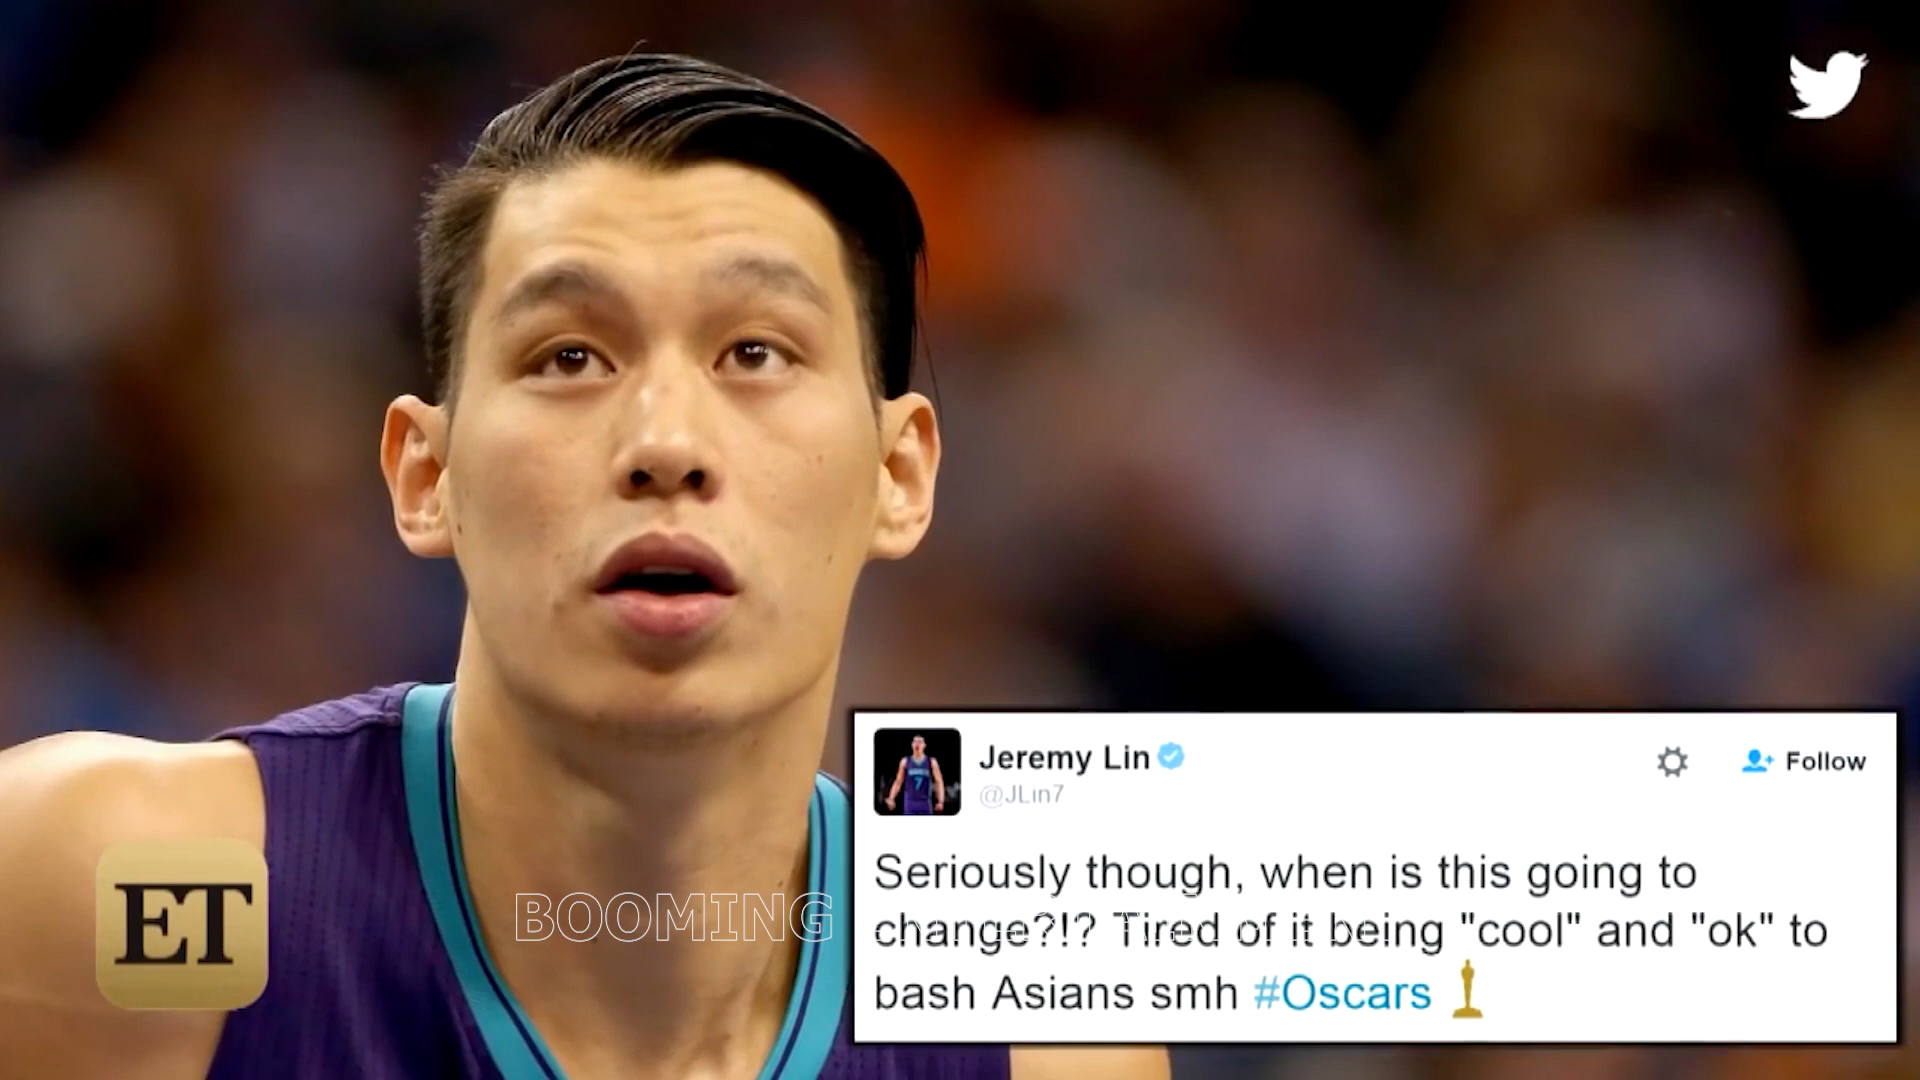 Jeremy Lin
@JLin7
Follow
Seriously though, when is this going to
change?!? Tired of it being "cool" and "ok" to
bash Asians smh #Oscars
BOOMING
ET